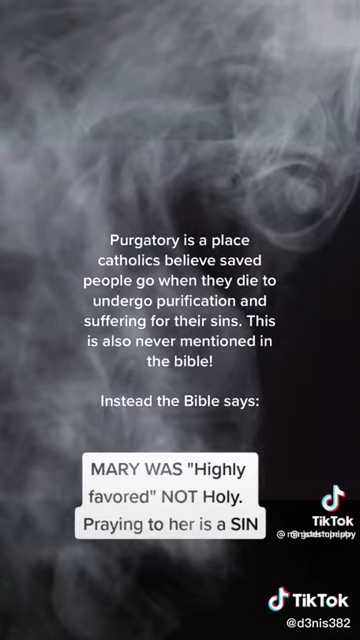 Purgatory is a place
catholics believe saved
people go when they die to
undergo purification and
suffering for their sins. This
is also never mentioned in
the bible!
Instead the Bible says:
MARY WAS "Highly
favored" NOT Holy.
Praying to her is a SIN
TikTok
TikTok
@d3nis382